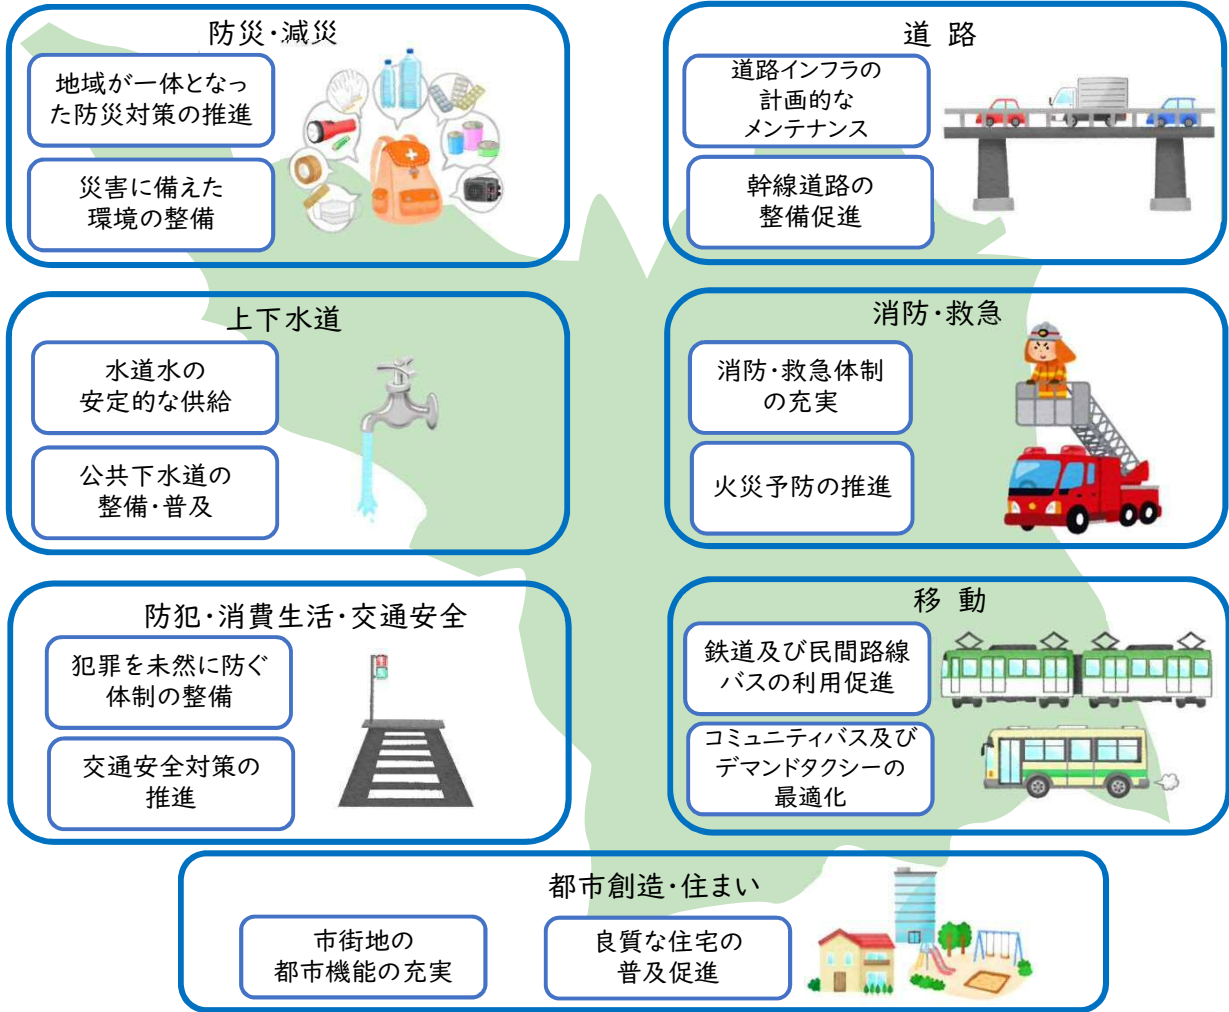 防災・減災
地域が一体となっ
た防災対策の推進
災害に備えた
環境の整備
道 路
道路インフラの
計画的な
メンテナンス
幹線道路の
整備促進
上下水道
水道水の
安定的な供給
公共下水道の
整備・普及
消防・救急
消防・救急体制
の充実
火災予防の推進
防犯・消費生活・交通安全
犯罪を未然に防ぐ
体制の整備
交通安全対策の
推進
移 動
鉄道及び民間路線
バスの利用促進
コミュニティバス及び
デマンドタクシーの
最適化
都市創造・住まい
市街地の
都市機能の充実
良質な住宅の
普及促進